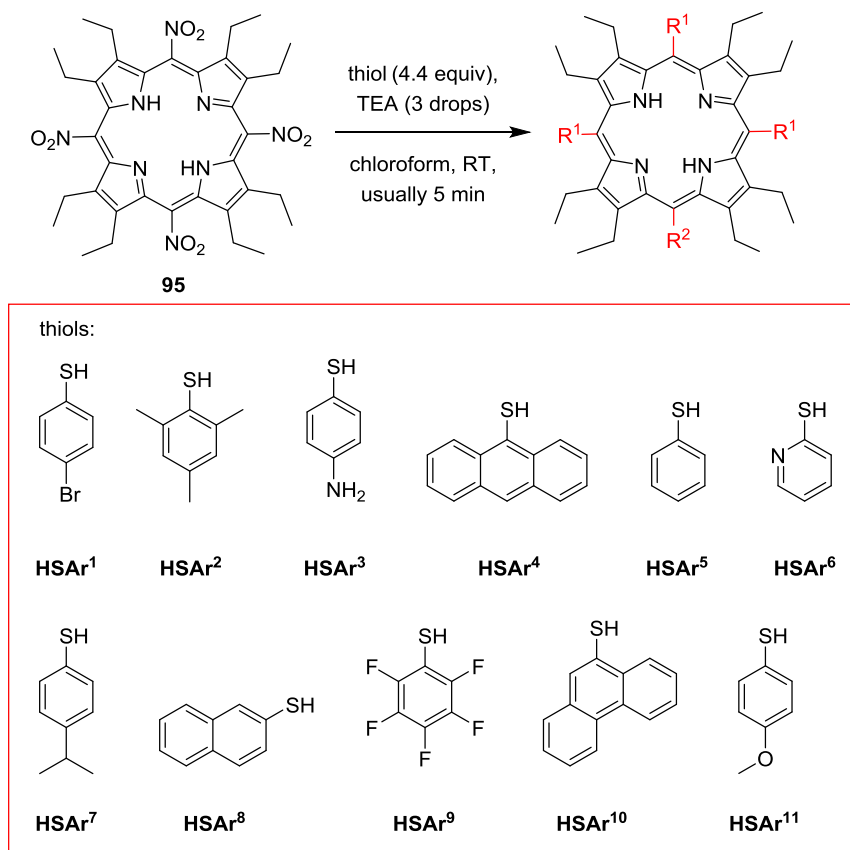 NO₂ R¹
NH N
O₂N NO₂
N HN
NO₂
95
thiol (4.4 equiv),
TEA (3 drops)
chloroform, RT,
usually 5 min
NH N
R¹ R¹
N HN
R²
thiols:
SH SH SH SH SH SH
N
Br NH₂
HSAr¹ HSAr² HSAr³ HSAr⁴ HSAr⁵ HSAr⁶
SH SH SH SH
SH
F F
F F
F
O
HSAr⁷ HSAr⁸ HSAr⁹ HSAr¹⁰ HSAr¹¹